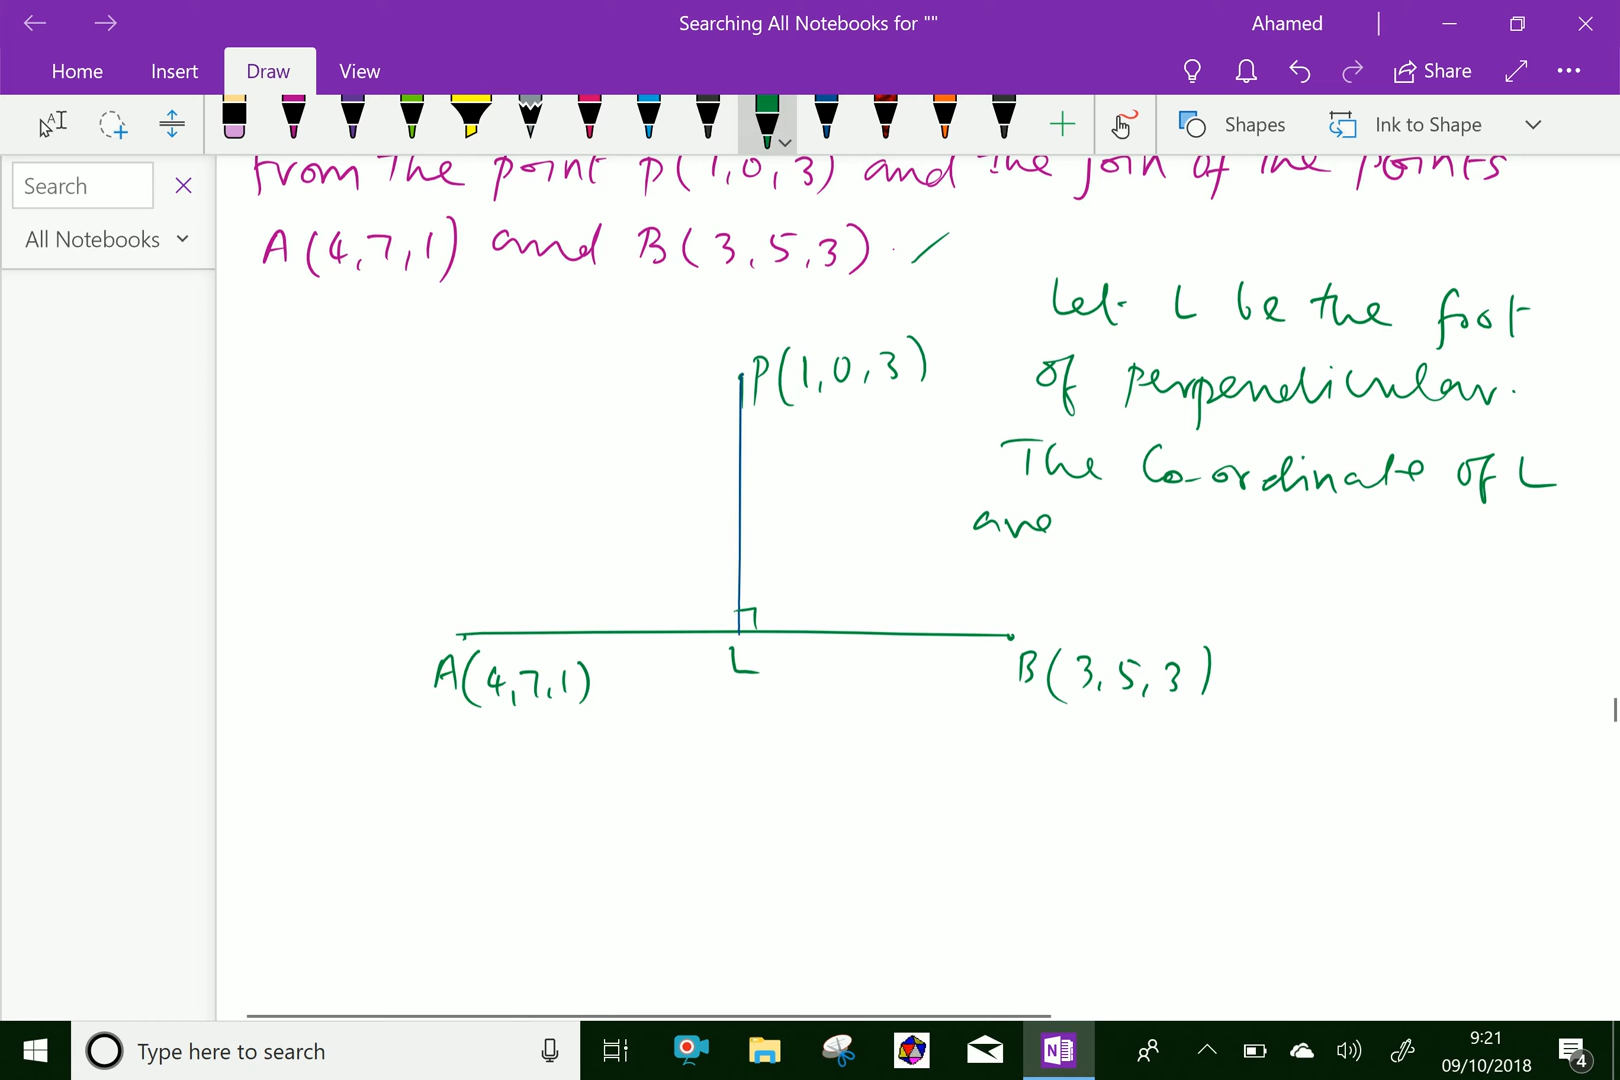 Searching All Notebooks for ""
Ahamed
Home Insert Draw View
Share
Shapes
Ink to Shape
Search
All Notebooks
from the point P(1,0,3) and the join of the points
A(4,7,1) and B(3,5,3).
Let L be the foot
of perpendicular.
The Co-ordinate of L
are
P(1,0,3)
A(4,7,1)
L
B(3,5,3)
Type here to search
9:21
09/10/2018
4